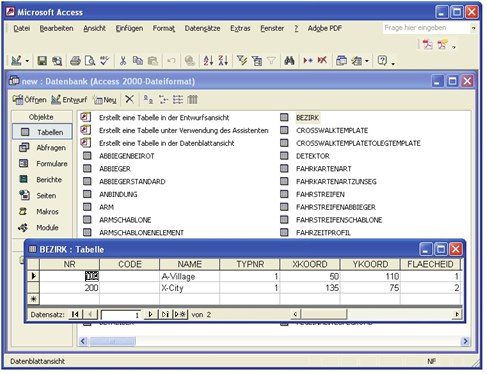 Microsoft Access
Datei Bearbeiten Ansicht Einfügen Format Datensätze Extras Fenster ? Adobe PDF Frage hier eingeben
new : Datenbank (Access 2000-Dateiformat)
Öffnen Entwurf Neu
Objekte
Tabellen
Abfragen
Formulare
Berichte
Seiten
Makros
Module
Erstellt eine Tabelle in der Entwurfsansicht
Erstellt eine Tabelle unter Verwendung des Assistenten
Erstellt eine Tabelle in der Datenblattansicht
ABBIEGENBEIROT
ABBIEGER
ABBIEGERSTANDARD
ANBINDUNG
ARM
ARMSCHABLONE
ARMSCHABLONENELEMENT
BEZIRK
CROSSWALKTEMPLATE
CROSSWALKTEMPLATETOLEGTEMPLATE
DETEKTOR
FAHRKARTENART
FAHRKARTENARTZUNSEG
FAHRSTREIFEN
FAHRSTREIFENABBIEGER
FAHRSTREIFENSCHABLONE
FAHRZEITPROFIL
BEZIRK : Tabelle
NR CODE NAME TYPNR XKOORD YKOORD FLAECHEID
A-Village 1 50 110 1
200 X-City 1 135 75 2
Datensatz: 1 von 2
Datenblattansicht NF